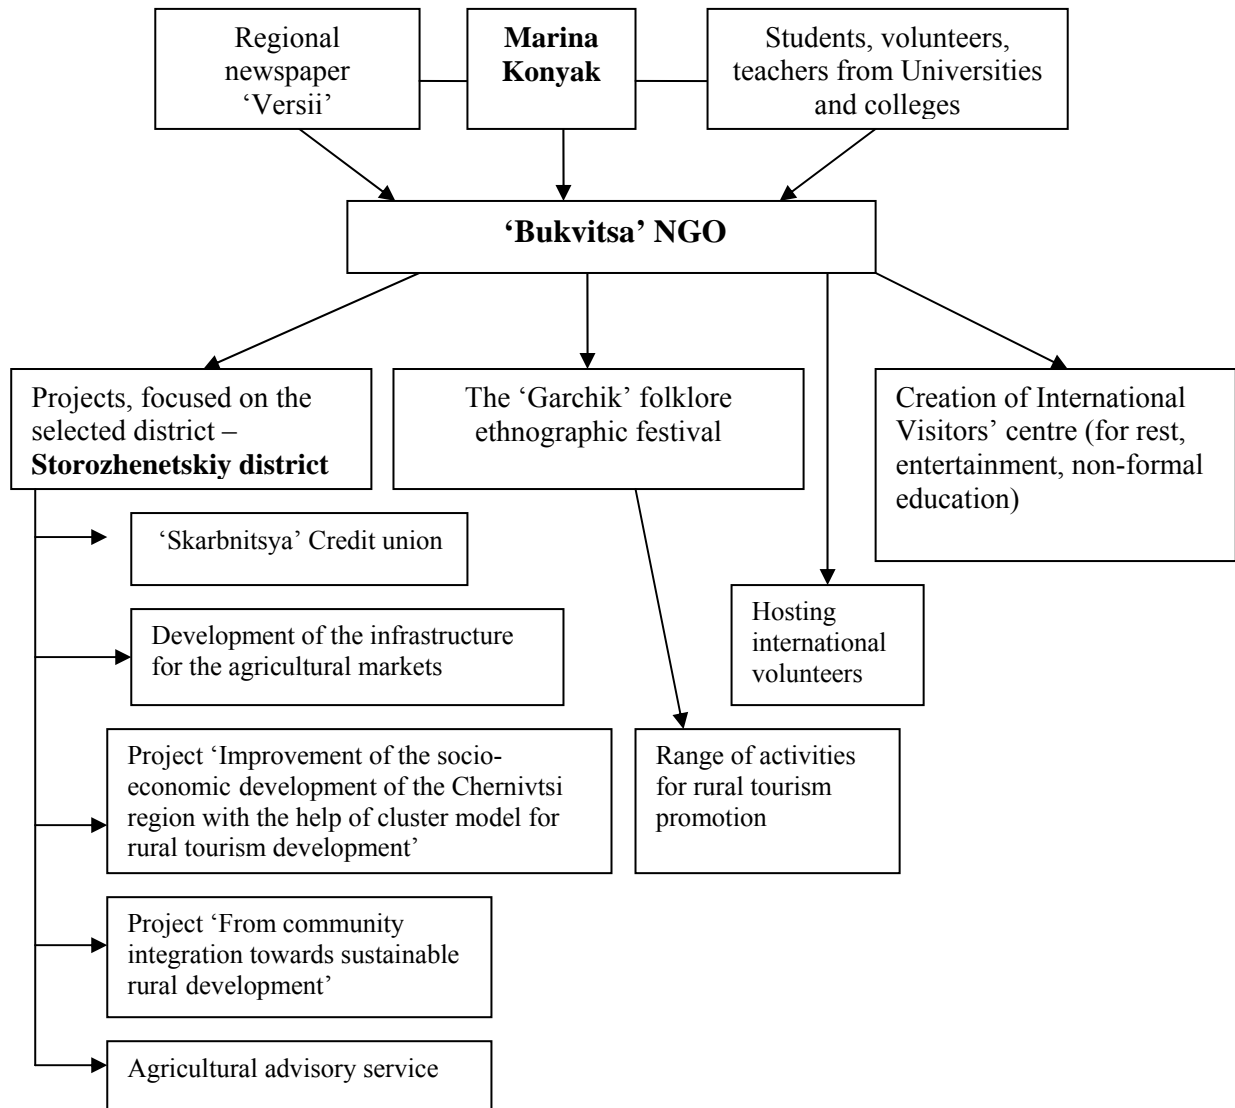 Regional
newspaper
‘Versii’
Marina
Konyak
Students, volunteers,
teachers from Universities
and colleges
‘Bukvitsa’ NGO
Projects, focused on the
selected district –
Storozhenetskiy district
The ‘Garchik’ folklore
ethnographic festival
Creation of International
Visitors’ centre (for rest,
entertainment, non-formal
education)
‘Skarbnitsya’ Credit union
Development of the infrastructure
for the agricultural markets
Hosting
international
volunteers
Project ‘Improvement of the socio-
economic development of the Chernivtsi
region with the help of cluster model for
rural tourism development’
Range of activities
for rural tourism
promotion
Project ‘From community
integration towards sustainable
rural development’
Agricultural advisory service